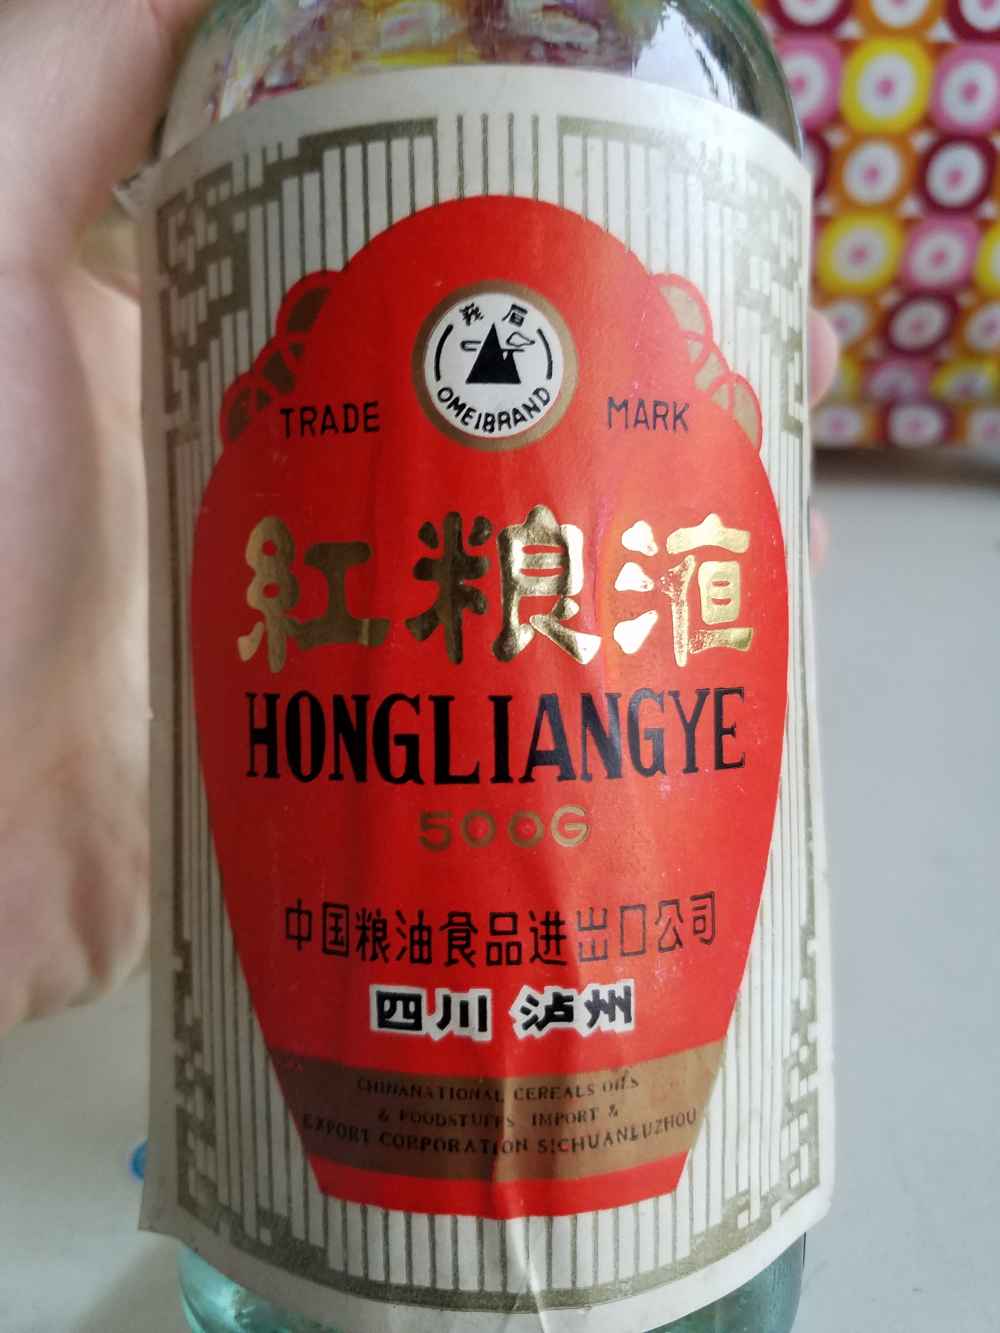 峩眉
OMEIBRAND
TRADE MARK
紅粮液
HONGLIANGYE
500G
中国粮油食品进出口公司
四川 泸州
CHINANATIONAL CEREALS OILS
& FOODSTUFFS IMPORT &
EXPORT CORPORATION SICHUANLUZHOU